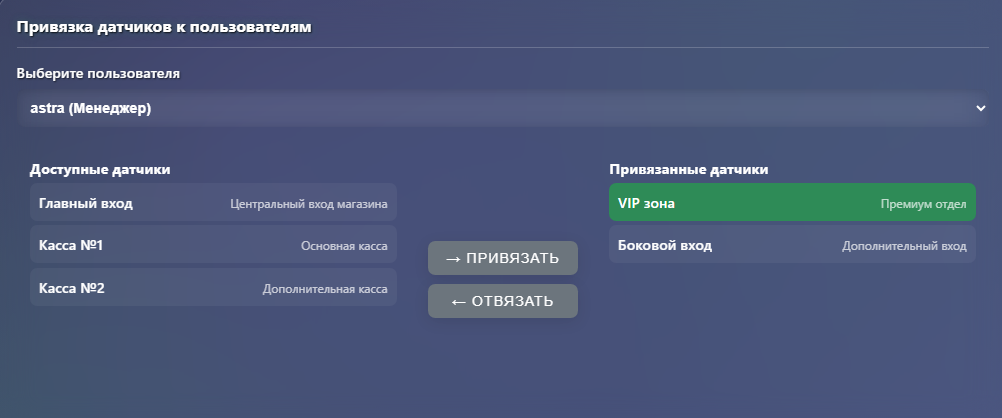 Привязка датчиков к пользователям
Выберите пользователя
astra (Менеджер)
Доступные датчики
Главный вход Центральный вход магазина
Касса №1 Основная касса
Касса №2 Дополнительная касса
→ ПРИВЯЗАТЬ
← ОТВЯЗАТЬ
Привязанные датчики
VIP зона Премиум отдел
Боковой вход Дополнительный вход